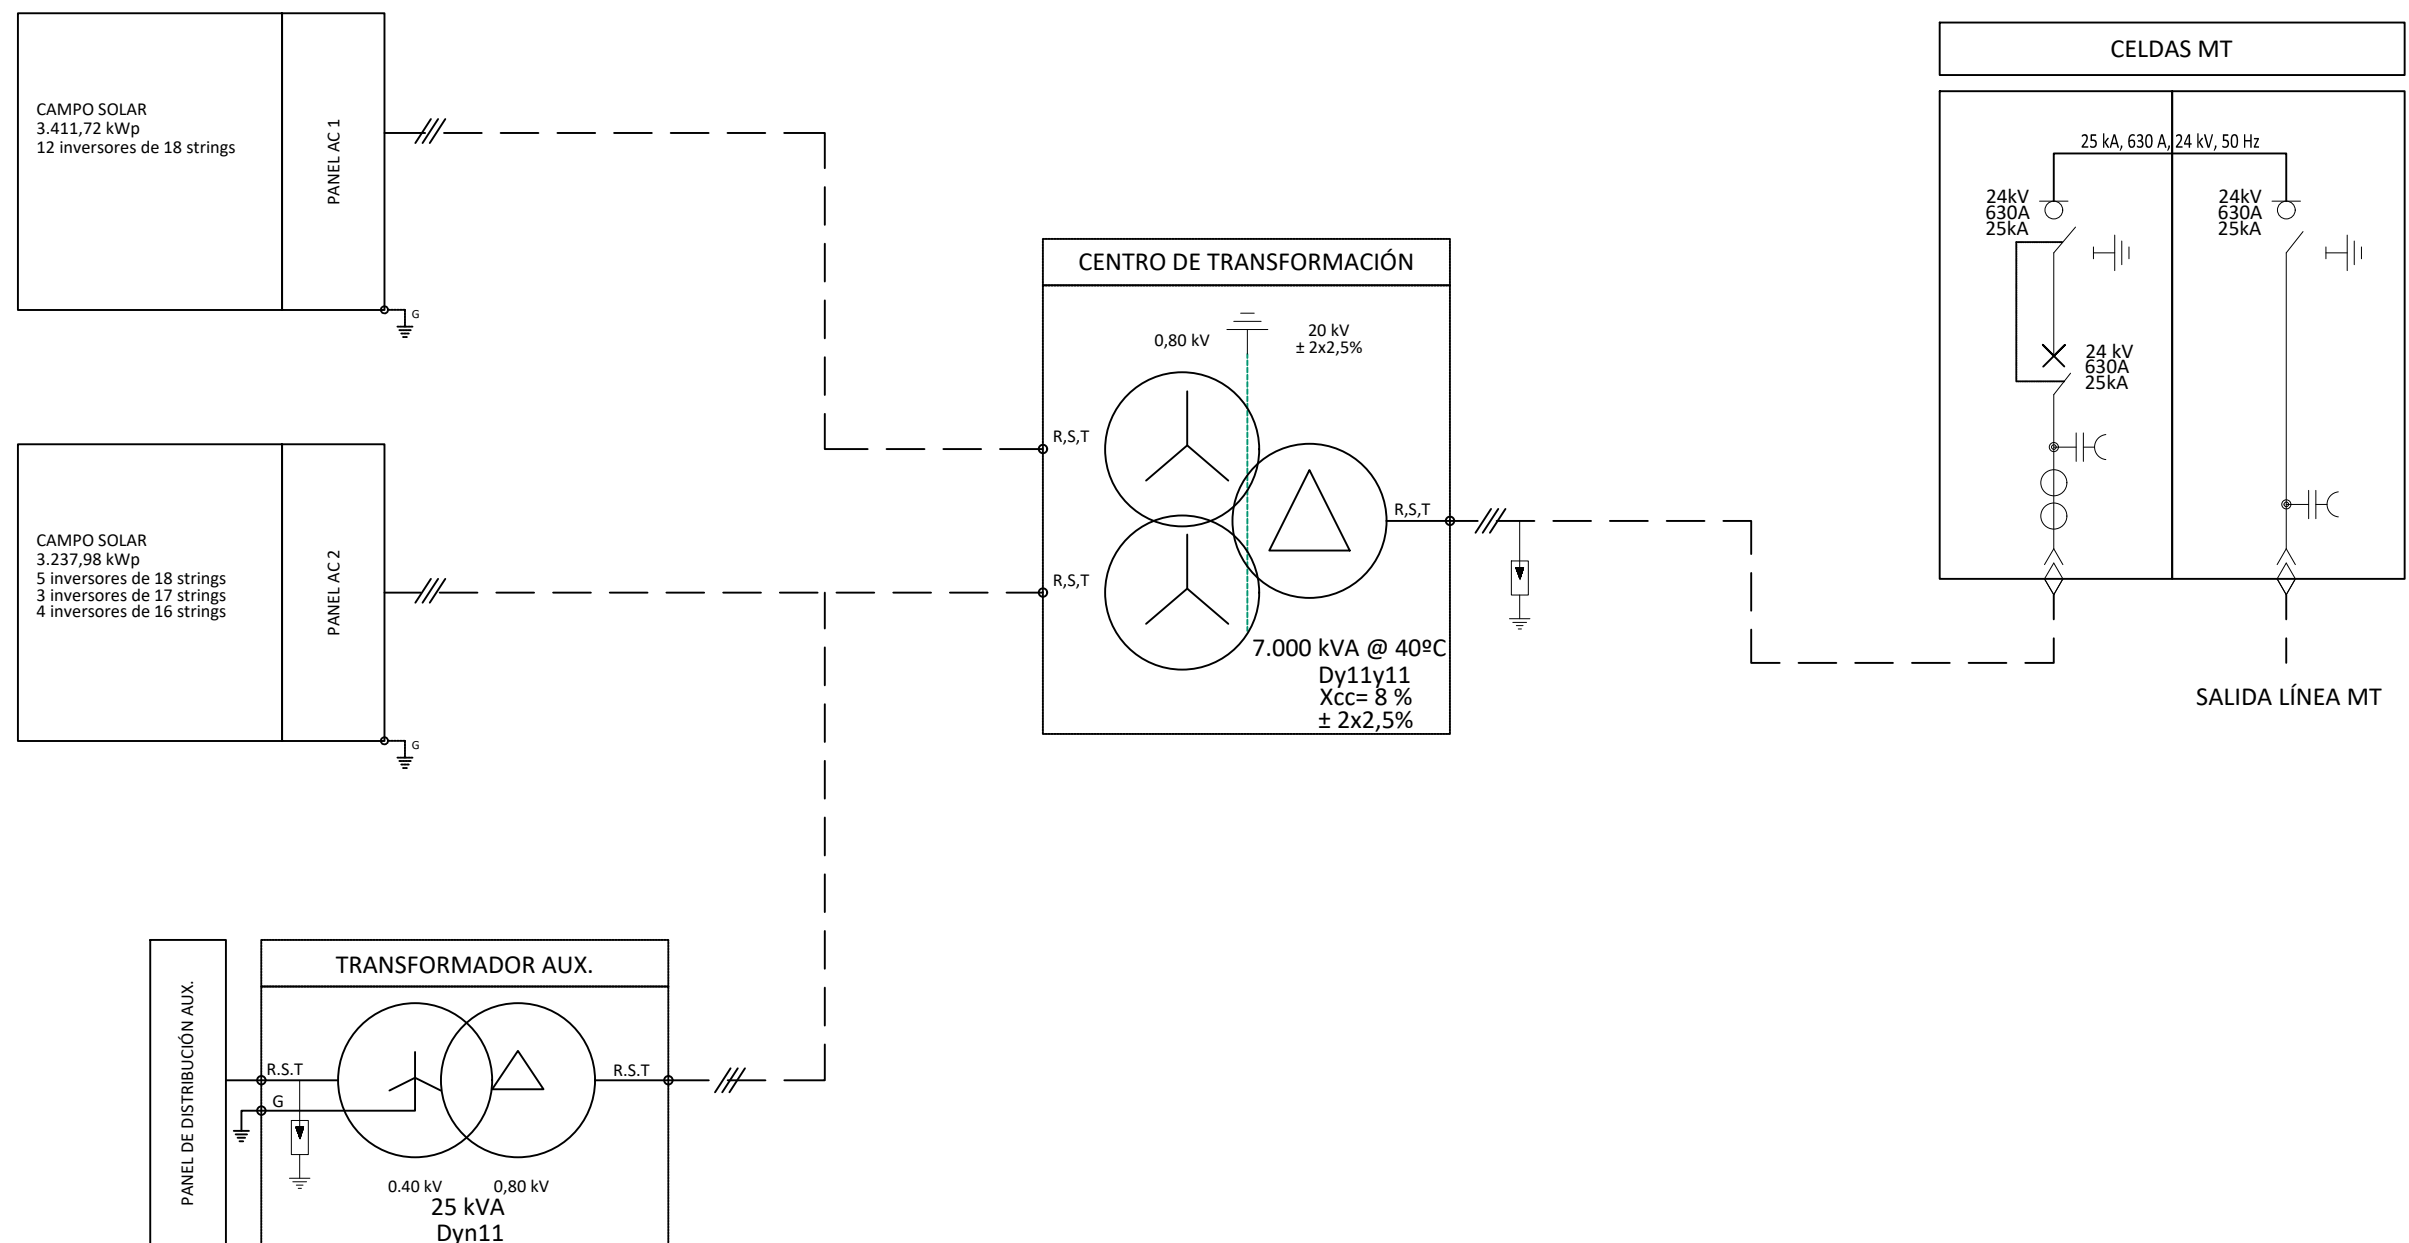 CAMPO SOLAR
3.411,72 kWp
12 inversores de 18 strings
PANEL AC 1
G
CAMPO SOLAR
3.237,98 kWp
5 inversores de 18 strings
3 inversores de 17 strings
4 inversores de 16 strings
PANEL AC 2
G
CENTRO DE TRANSFORMACIÓN
0,80 kV
20 kV
± 2x2,5%
R,S,T
R,S,T
R,S,T
7.000 kVA @ 40ºC
Dy11y11
Xcc= 8 %
± 2x2,5%
CELDAS MT
25 kA, 630 A, 24 kV, 50 Hz
24kV
630A
25kA
24kV
630A
25kA
24 kV
630A
25kA
SALIDA LÍNEA MT
PANEL DE DISTRIBUCIÓN AUX.
TRANSFORMADOR AUX.
R.S.T
G
R.S.T
0.40 kV
0,80 kV
25 kVA
Dyn11